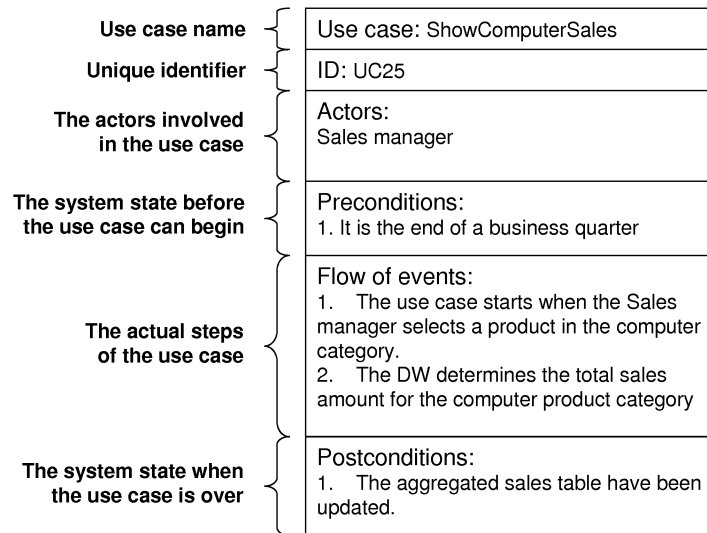 Use case name
Use case: ShowComputerSales
Unique identifier
ID: UC25
The actors involved
in the use case
Actors:
Sales manager
The system state before
the use case can begin
Preconditions:
1. It is the end of a business quarter
The actual steps
of the use case
Flow of events:
1. The use case starts when the Sales
manager selects a product in the computer
category.
2. The DW determines the total sales
amount for the computer product category
The system state when
the use case is over
Postconditions:
1. The aggregated sales table have been
updated.